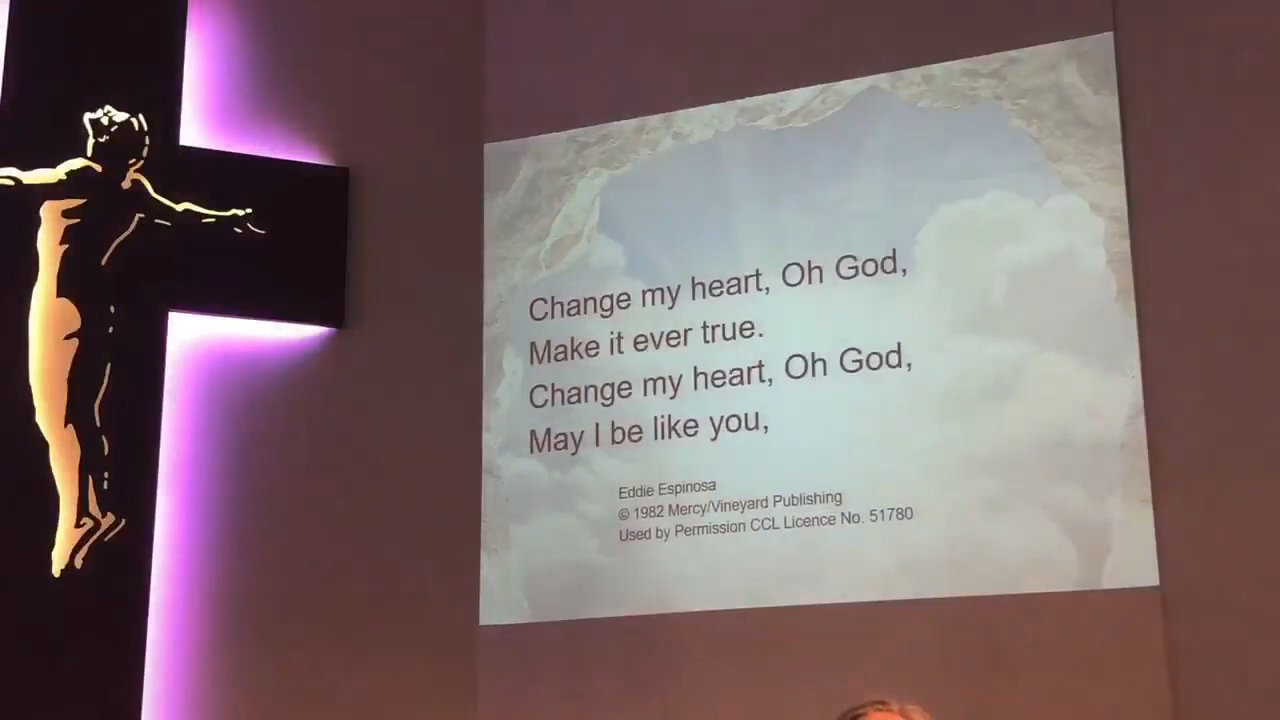 Change my heart, Oh God,
Make it ever true.
Change my heart, Oh God,
May I be like you,
Eddie Espinosa
© 1982 Mercy/Vineyard Publishing
Used by Permission CCL Licence No. 51780